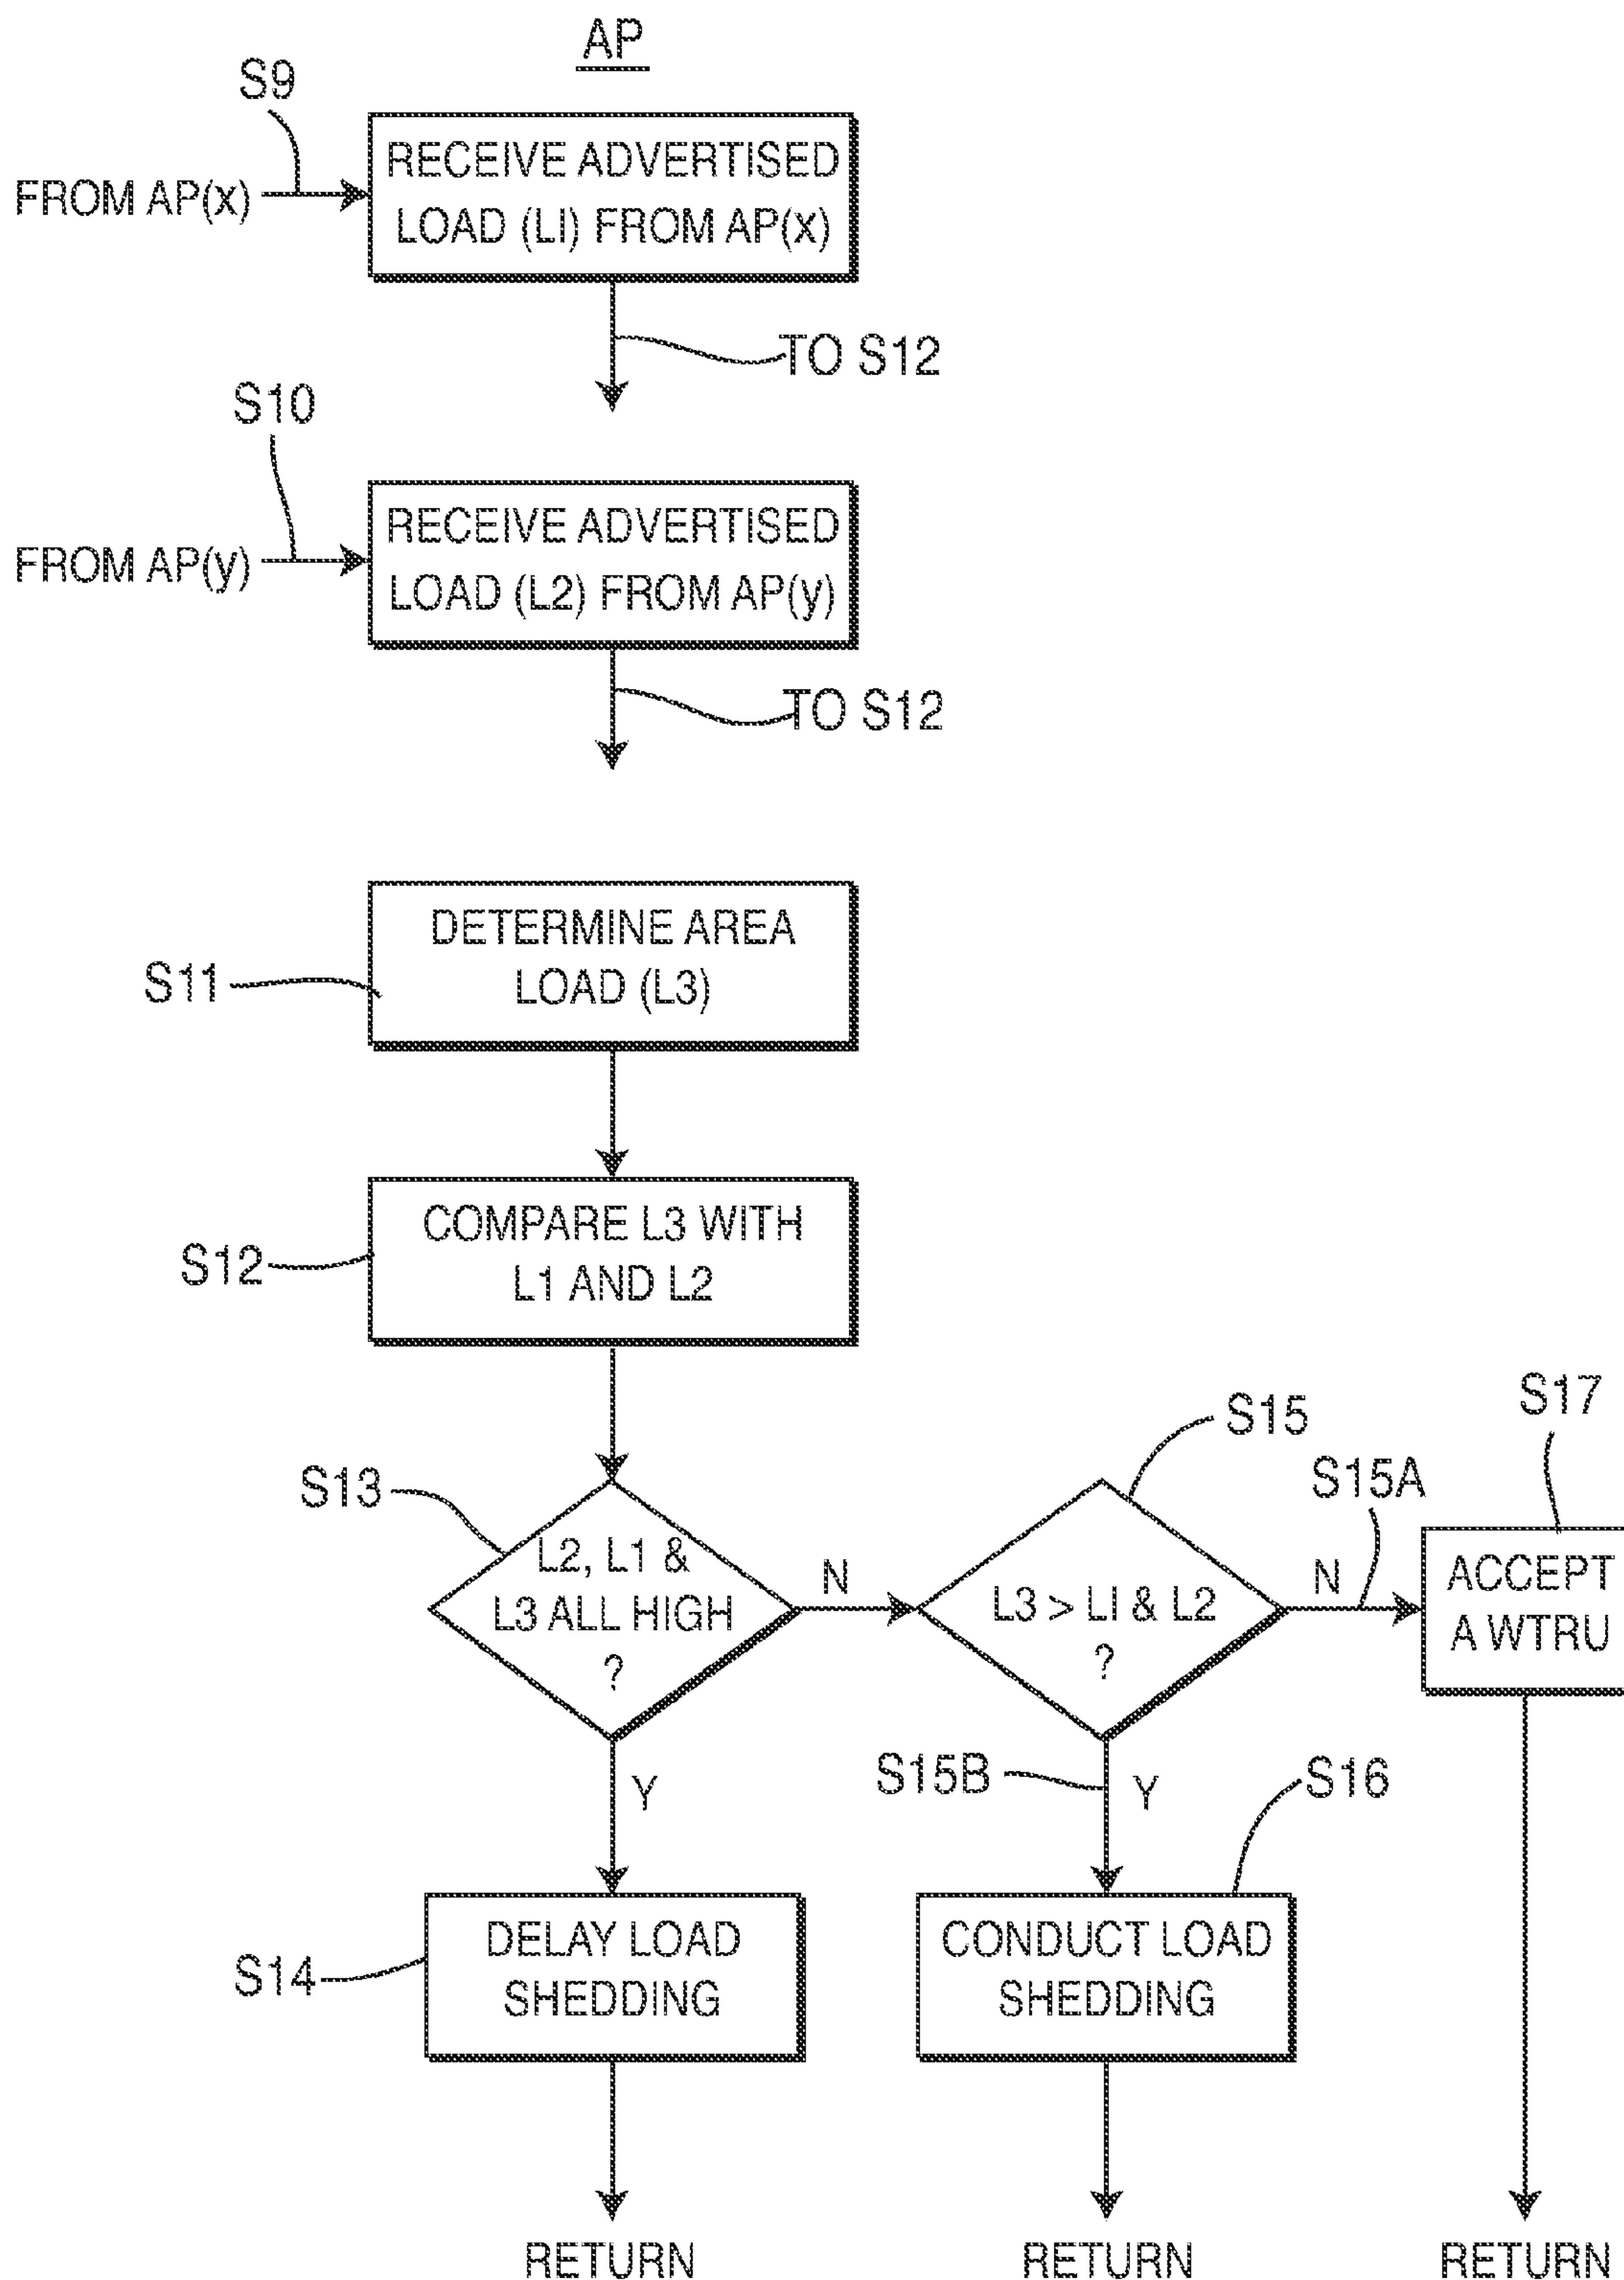 AP
S9
FROM AP(x)
RECEIVE ADVERTISED
LOAD (LI) FROM AP(x)
TO S12
S10
FROM AP(y)
RECEIVE ADVERTISED
LOAD (L2) FROM AP(y)
TO S12
S11
DETERMINE AREA
LOAD (L3)
S12
COMPARE L3 WITH
L1 AND L2
S13
L2, L1 &
L3 ALL HIGH
?
N
S15
L3 > LI & L2
?
S15A
N
S17
ACCEPT
A WTRU
Y
S15B
Y
S16
S14
DELAY LOAD
SHEDDING
CONDUCT LOAD
SHEDDING
RETURN
RETURN
RETURN